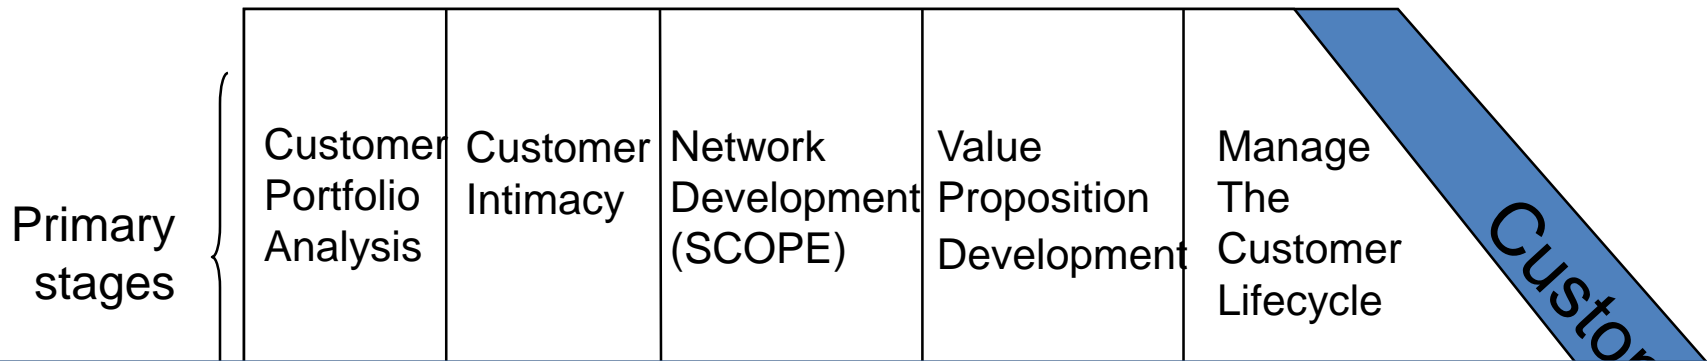 Primary
stages
Customer
Portfolio
Analysis
Customer
Intimacy
Network
Development
(SCOPE)
Value
Proposition
Development
Manage
The
Customer
Lifecycle